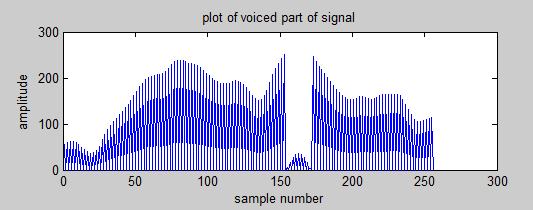 plot of voiced part of signal
300
200
100
0
amplitude
0 50 100 150 200 250 300
sample number